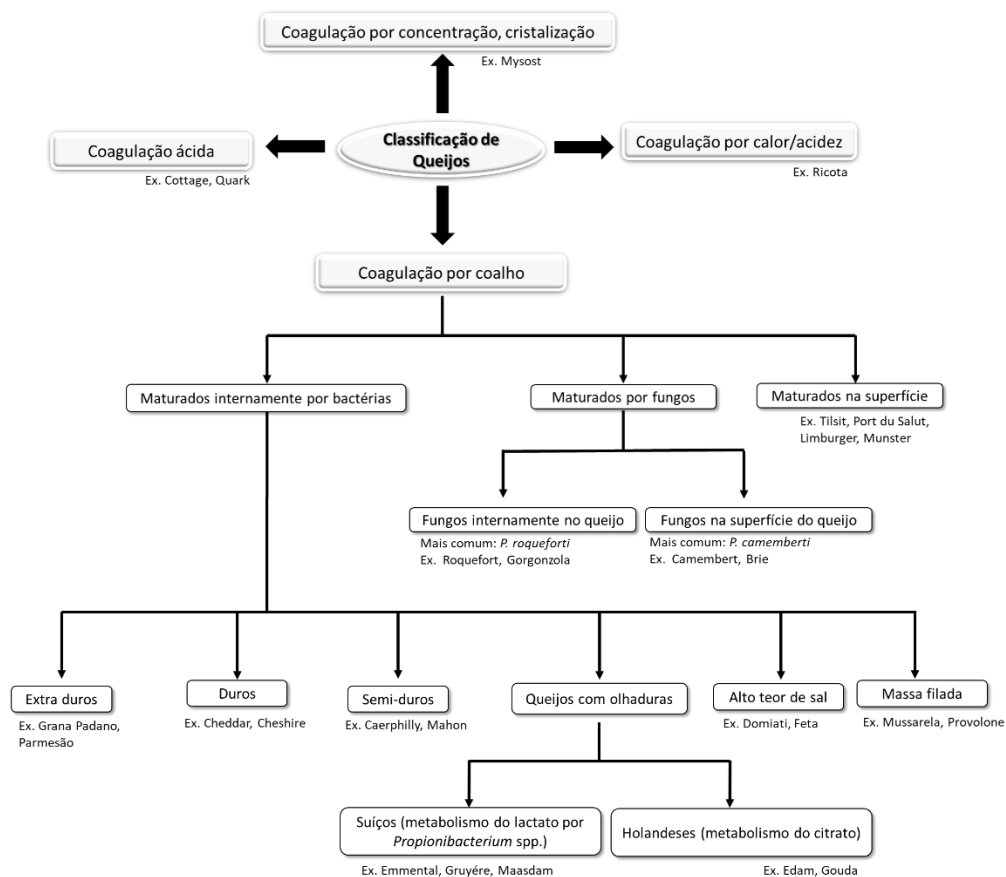 Coagulação por concentração, cristalização
Ex. Mysost
Classificação de
Queijos
Coagulação ácida
Ex. Cottage, Quark
Coagulação por calor/acidez
Ex. Ricota
Coagulação por coalho
Maturados internamente por bactérias
Maturados por fungos
Maturados na superfície
Ex. Tilsit, Port du Salut,
Limburger, Munster
Fungos internamente no queijo
Mais comum: P. roqueforti
Ex. Roquefort, Gorgonzola
Fungos na superfície do queijo
Mais comum: P. camemberti
Ex. Camembert, Brie
Extra duros
Ex. Grana Padano,
Parmesão
Duros
Ex. Cheddar, Cheshire
Semi-duros
Ex. Caerphilly, Mahon
Queijos com olhaduras
Alto teor de sal
Ex. Domiati, Feta
Massa filada
Ex. Mussarela, Provolone
Suíços (metabolismo do lactato por
Propionibacterium spp.)
Ex. Emmental, Gruyére, Maasdam
Holandeses (metabolismo do citrato)
Ex. Edam, Gouda